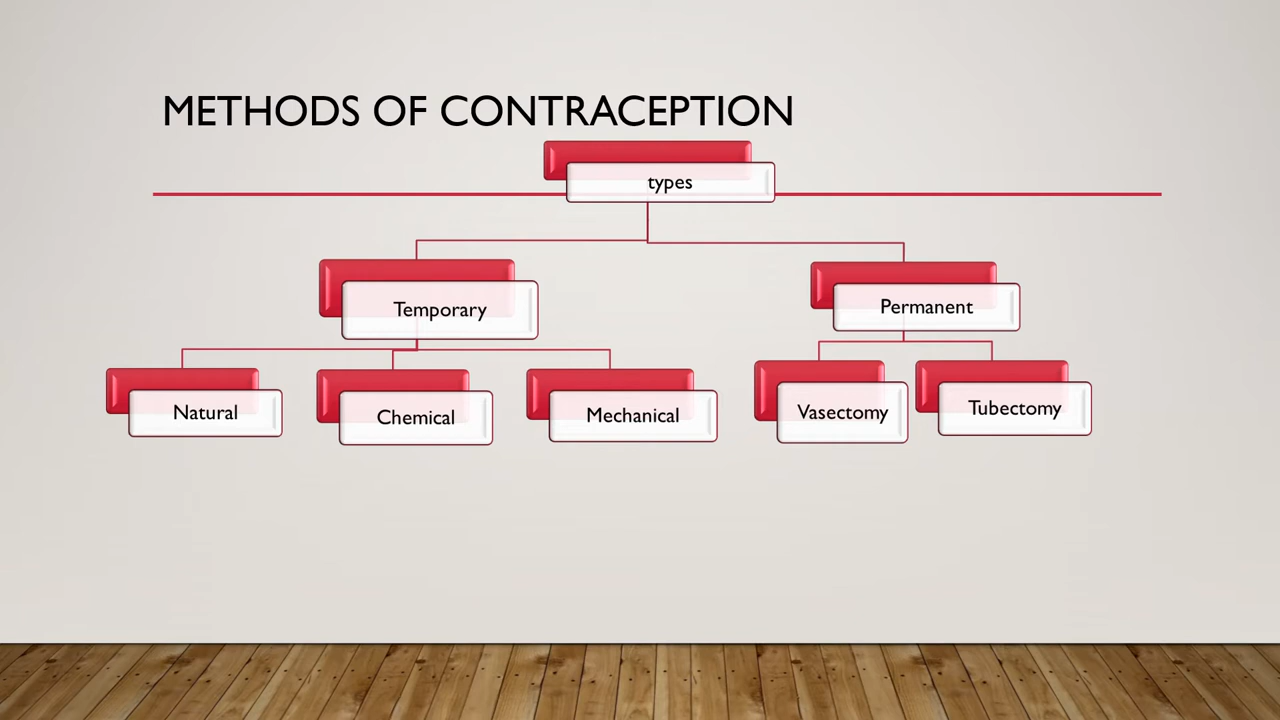 METHODS OF CONTRACEPTION
types
Temporary
Permanent
Natural
Chemical
Mechanical
Vasectomy
Tubectomy